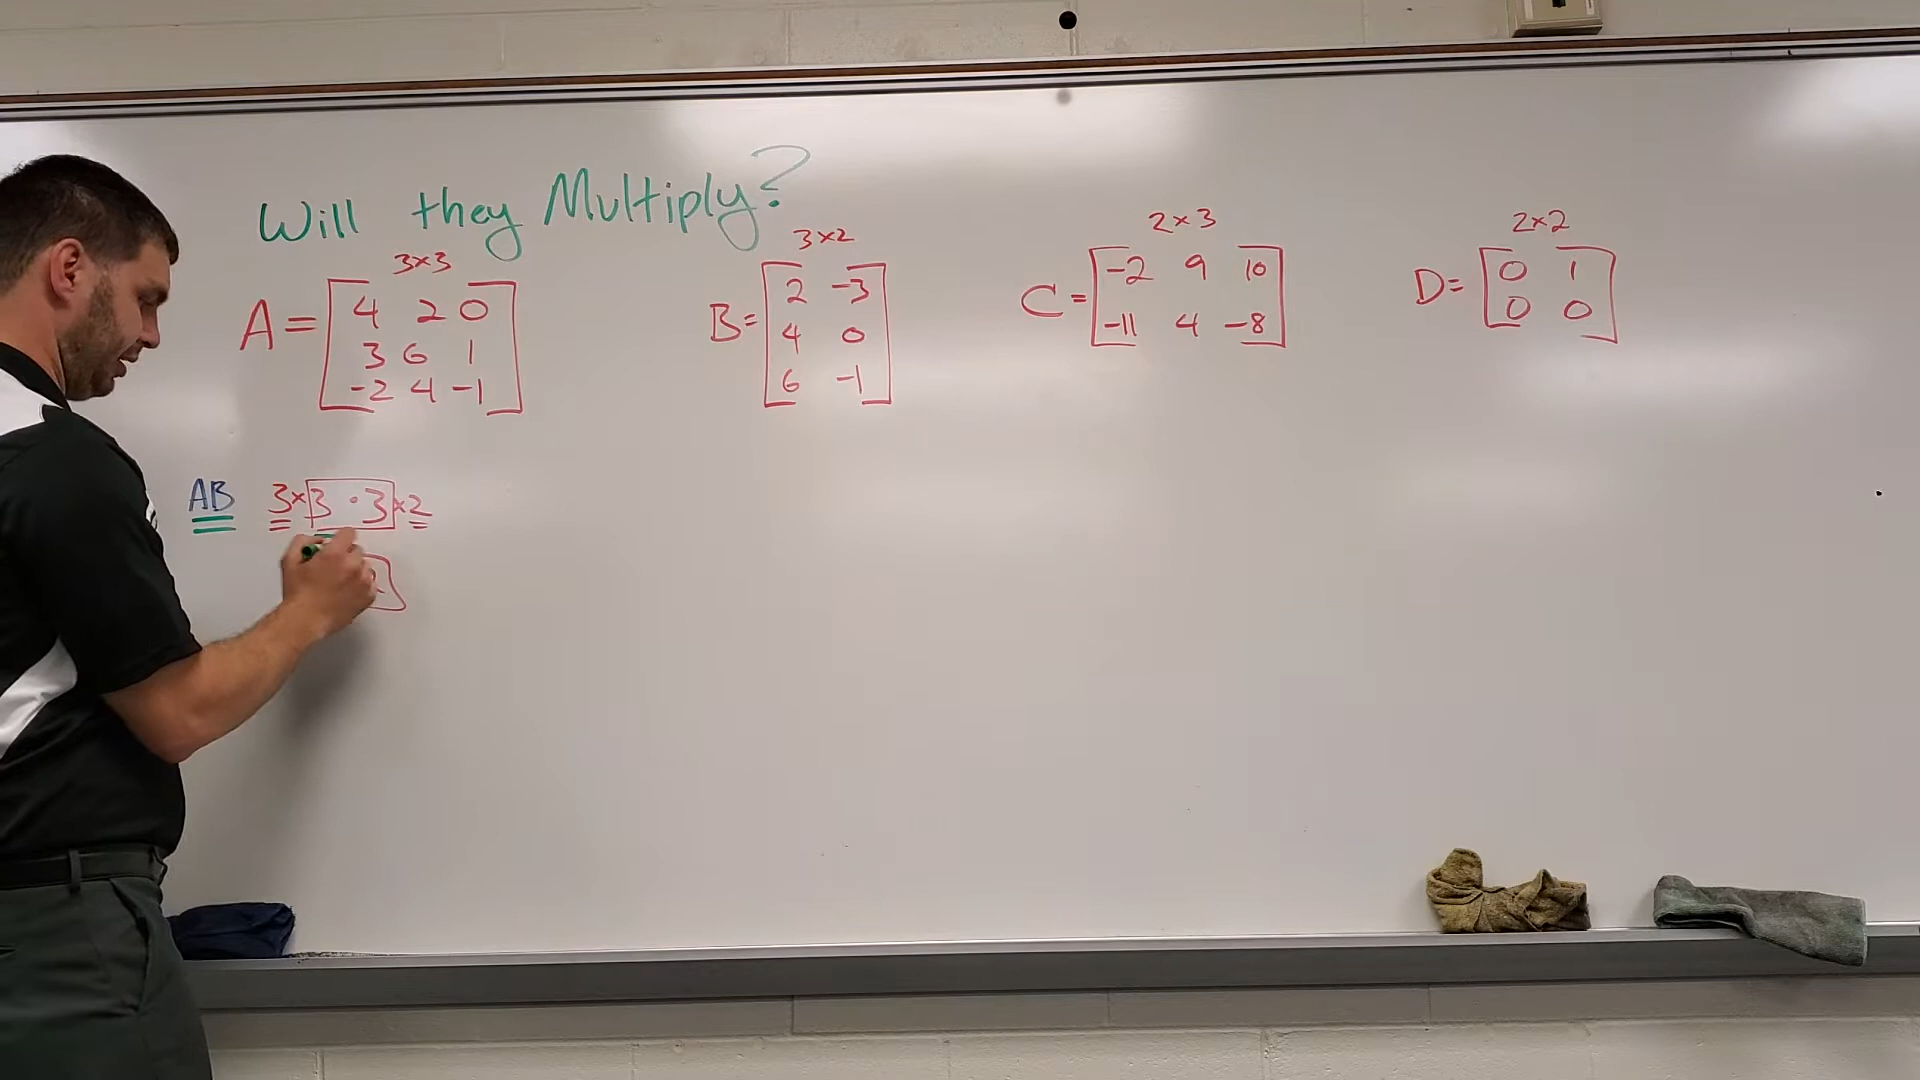 Will they Multiply?
3×3
A = [ 4 2 0
3 6 1
-2 4 -1 ]
3×2
B = [ 2 -3
4 0
6 -1 ]
2×3
C = [ -2 9 10
-11 4 -8 ]
2×2
D = [ 0 1
0 0 ]
AB 3×3 · 3×2